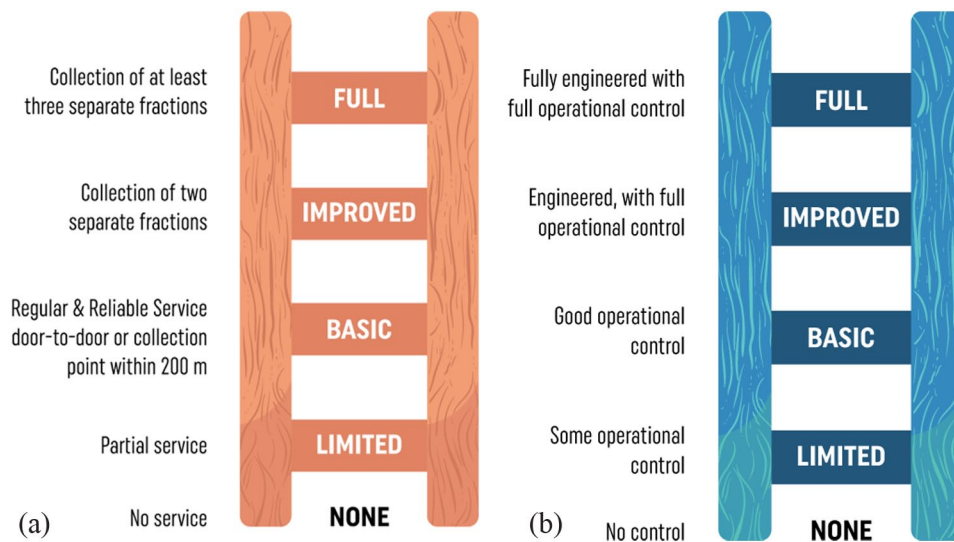 Collection of at least
three separate fractions
FULL
Collection of two
separate fractions
IMPROVED
Regular & Reliable Service
door-to-door or collection
point within 200 m
BASIC
Partial service
LIMITED
(a)
No service
NONE
Fully engineered with
full operational control
FULL
Engineered, with full
operational control
IMPROVED
Good operational
control
BASIC
Some operational
control
LIMITED
(b)
No control
NONE